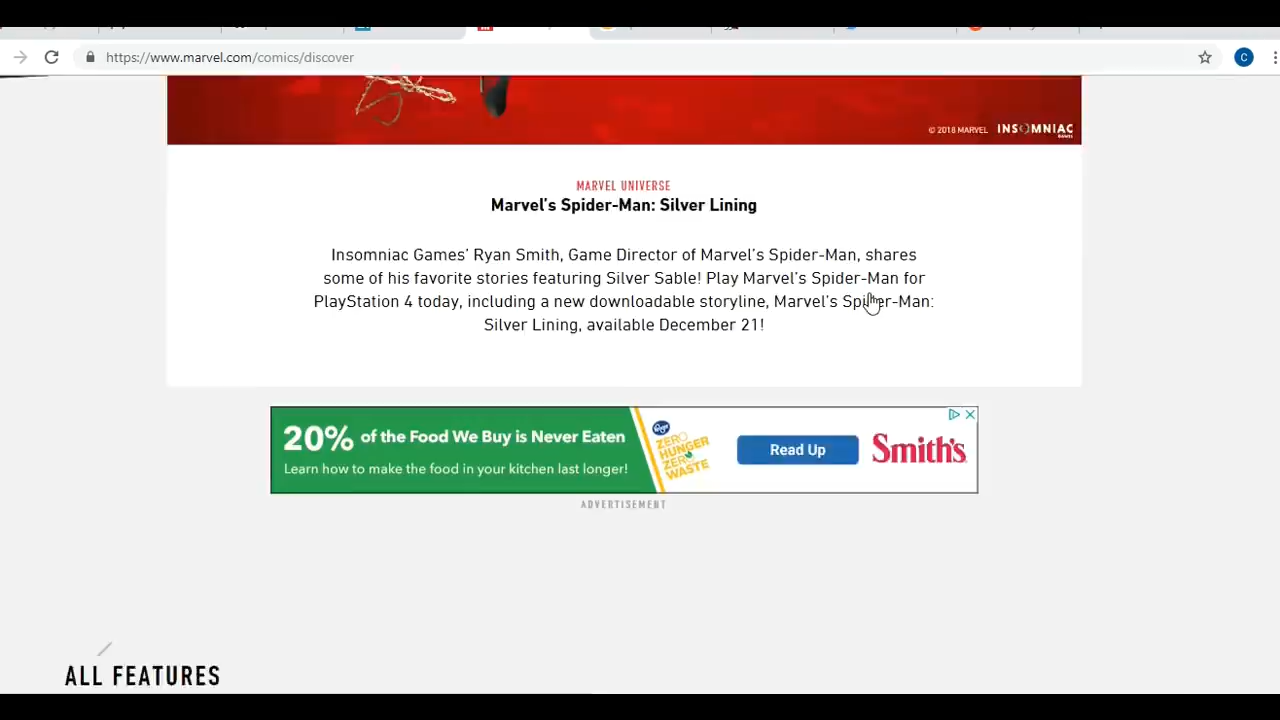 https://www.marvel.com/comics/discover
C
© 2018 MARVEL INSOMNIAC
GAMES
MARVEL UNIVERSE
Marvel's Spider-Man: Silver Lining
Insomniac Games' Ryan Smith, Game Director of Marvel's Spider-Man, shares
some of his favorite stories featuring Silver Sable! Play Marvel's Spider-Man for
PlayStation 4 today, including a new downloadable storyline, Marvel's Spider-Man:
Silver Lining, available December 21!
20% of the Food We Buy is Never Eaten
Learn how to make the food in your kitchen last longer!
Kroger
ZERO
HUNGER
ZERO
WASTE
Read Up
Smith's
ADVERTISEMENT
ALL FEATURES